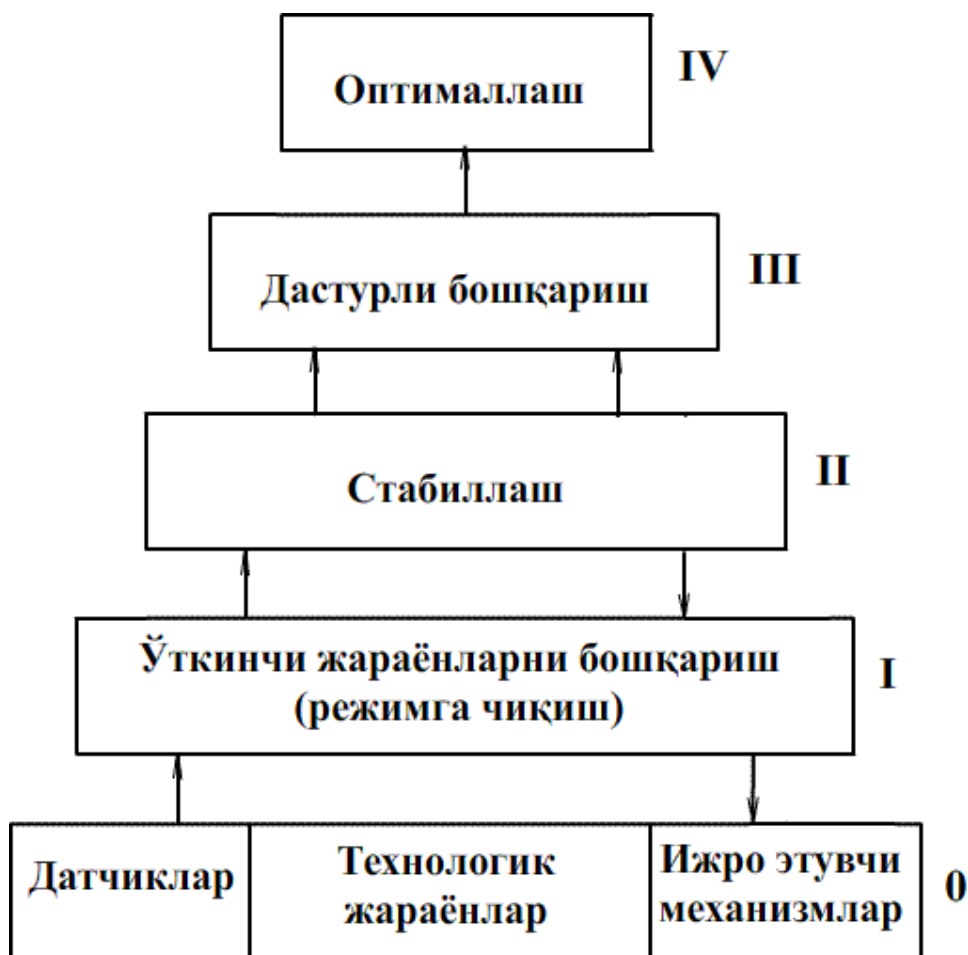 Оптималлаш
IV
Дастурли бошқариш
III
Стабиллаш
II
Ўткинчи жараёнларни бошқариш
(режимга чиқиш)
I
Датчиклар
Технологик
жараёнлар
Ижро этувчи
механизмлар
0